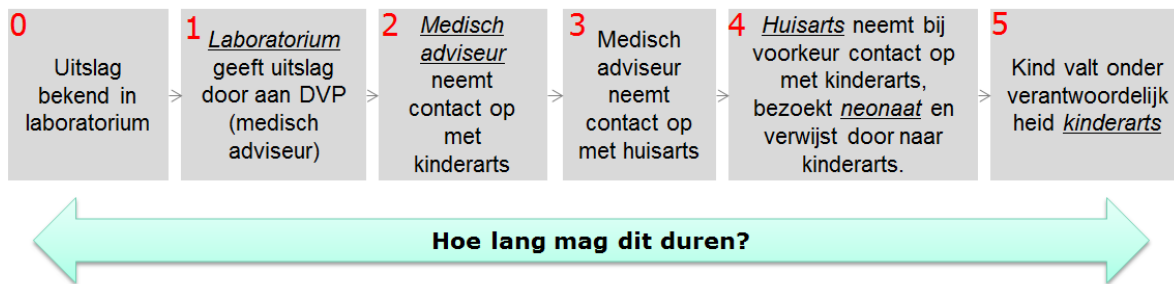 0
Uitslag
bekend in
laboratorium
1
Laboratorium
geeft uitslag
door aan DVP
(medisch
adviseur)
2
Medisch
adviseur
neemt
contact op
met
kinderarts
3
Medisch
adviseur
neemt
contact op
met huisarts
4
Huisarts neemt bij
voorkeur contact op
met kinderarts,
bezoekt neonaat en
verwijst door naar
kinderarts.
5
Kind valt onder
verantwoordelijk
heid kinderarts
Hoe lang mag dit duren?